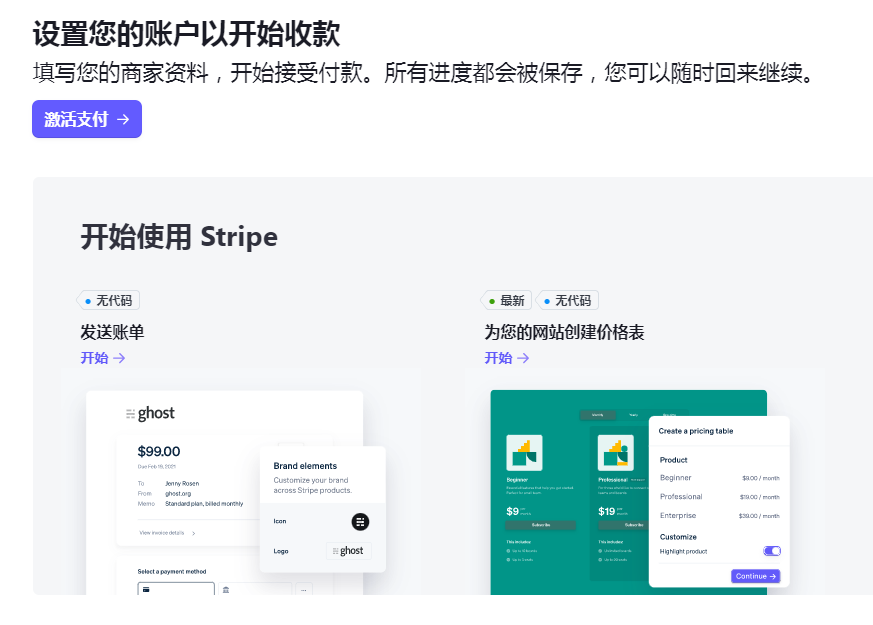 设置您的账户以开始收款
填写您的商家资料，开始接受付款。所有进度都会被保存，您可以随时回来继续。
激活支付 →
开始使用 Stripe
无代码
发送账单
开始 →
ghost
$99.00
Due Feb 19, 2021
To Jenny Rosen
From ghost.org
Memo Standard plan, billed monthly
View invoice details >
Select a payment method
Brand elements
Customize your brand
across Stripe products.
Icon
Logo ghost
最新 无代码
为您的网站创建价格表
开始 →
Monthly
Beginner
Professional
$9
$19
Subscribe
Subscribe
This includes:
This includes:
Create a pricing table
Product
Beginner $9.00 / month
Professional $19.00 / month
Enterprise $39.00 / month
Customize
Highlight product
Continue →